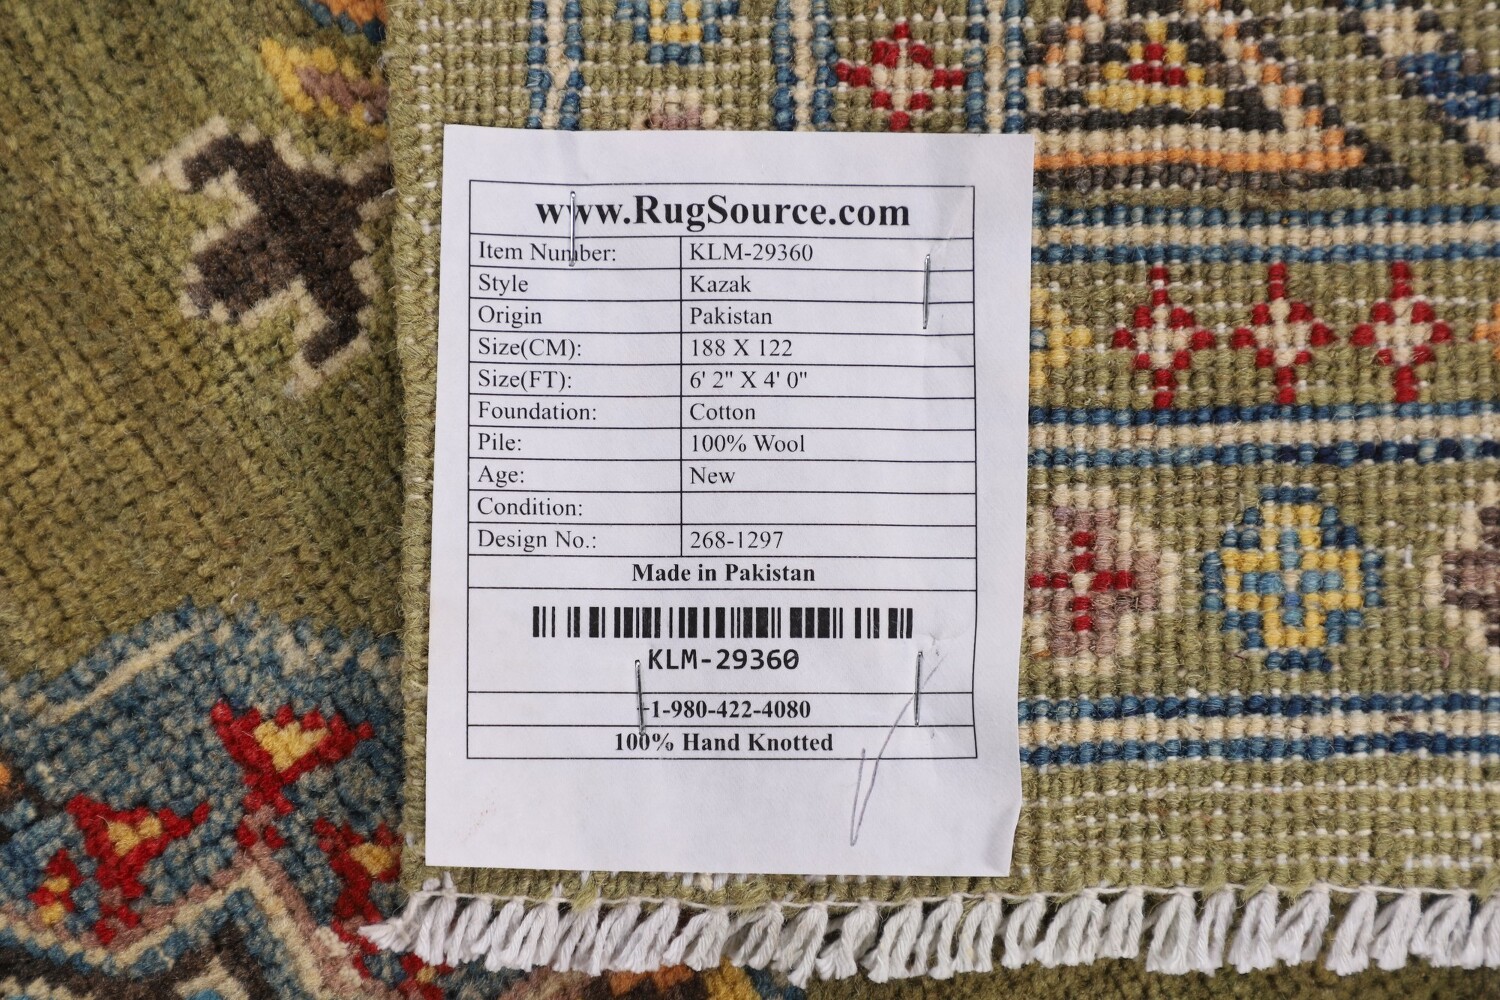 www.RugSource.com
Item Number: KLM-29360
Style Kazak
Origin Pakistan
Size(CM): 188 X 122
Size(FT): 6' 2" X 4' 0"
Foundation: Cotton
Pile: 100% Wool
Age: New
Condition:
Design No.: 268-1297
Made in Pakistan
KLM-29360
+1-980-422-4080
100% Hand Knotted